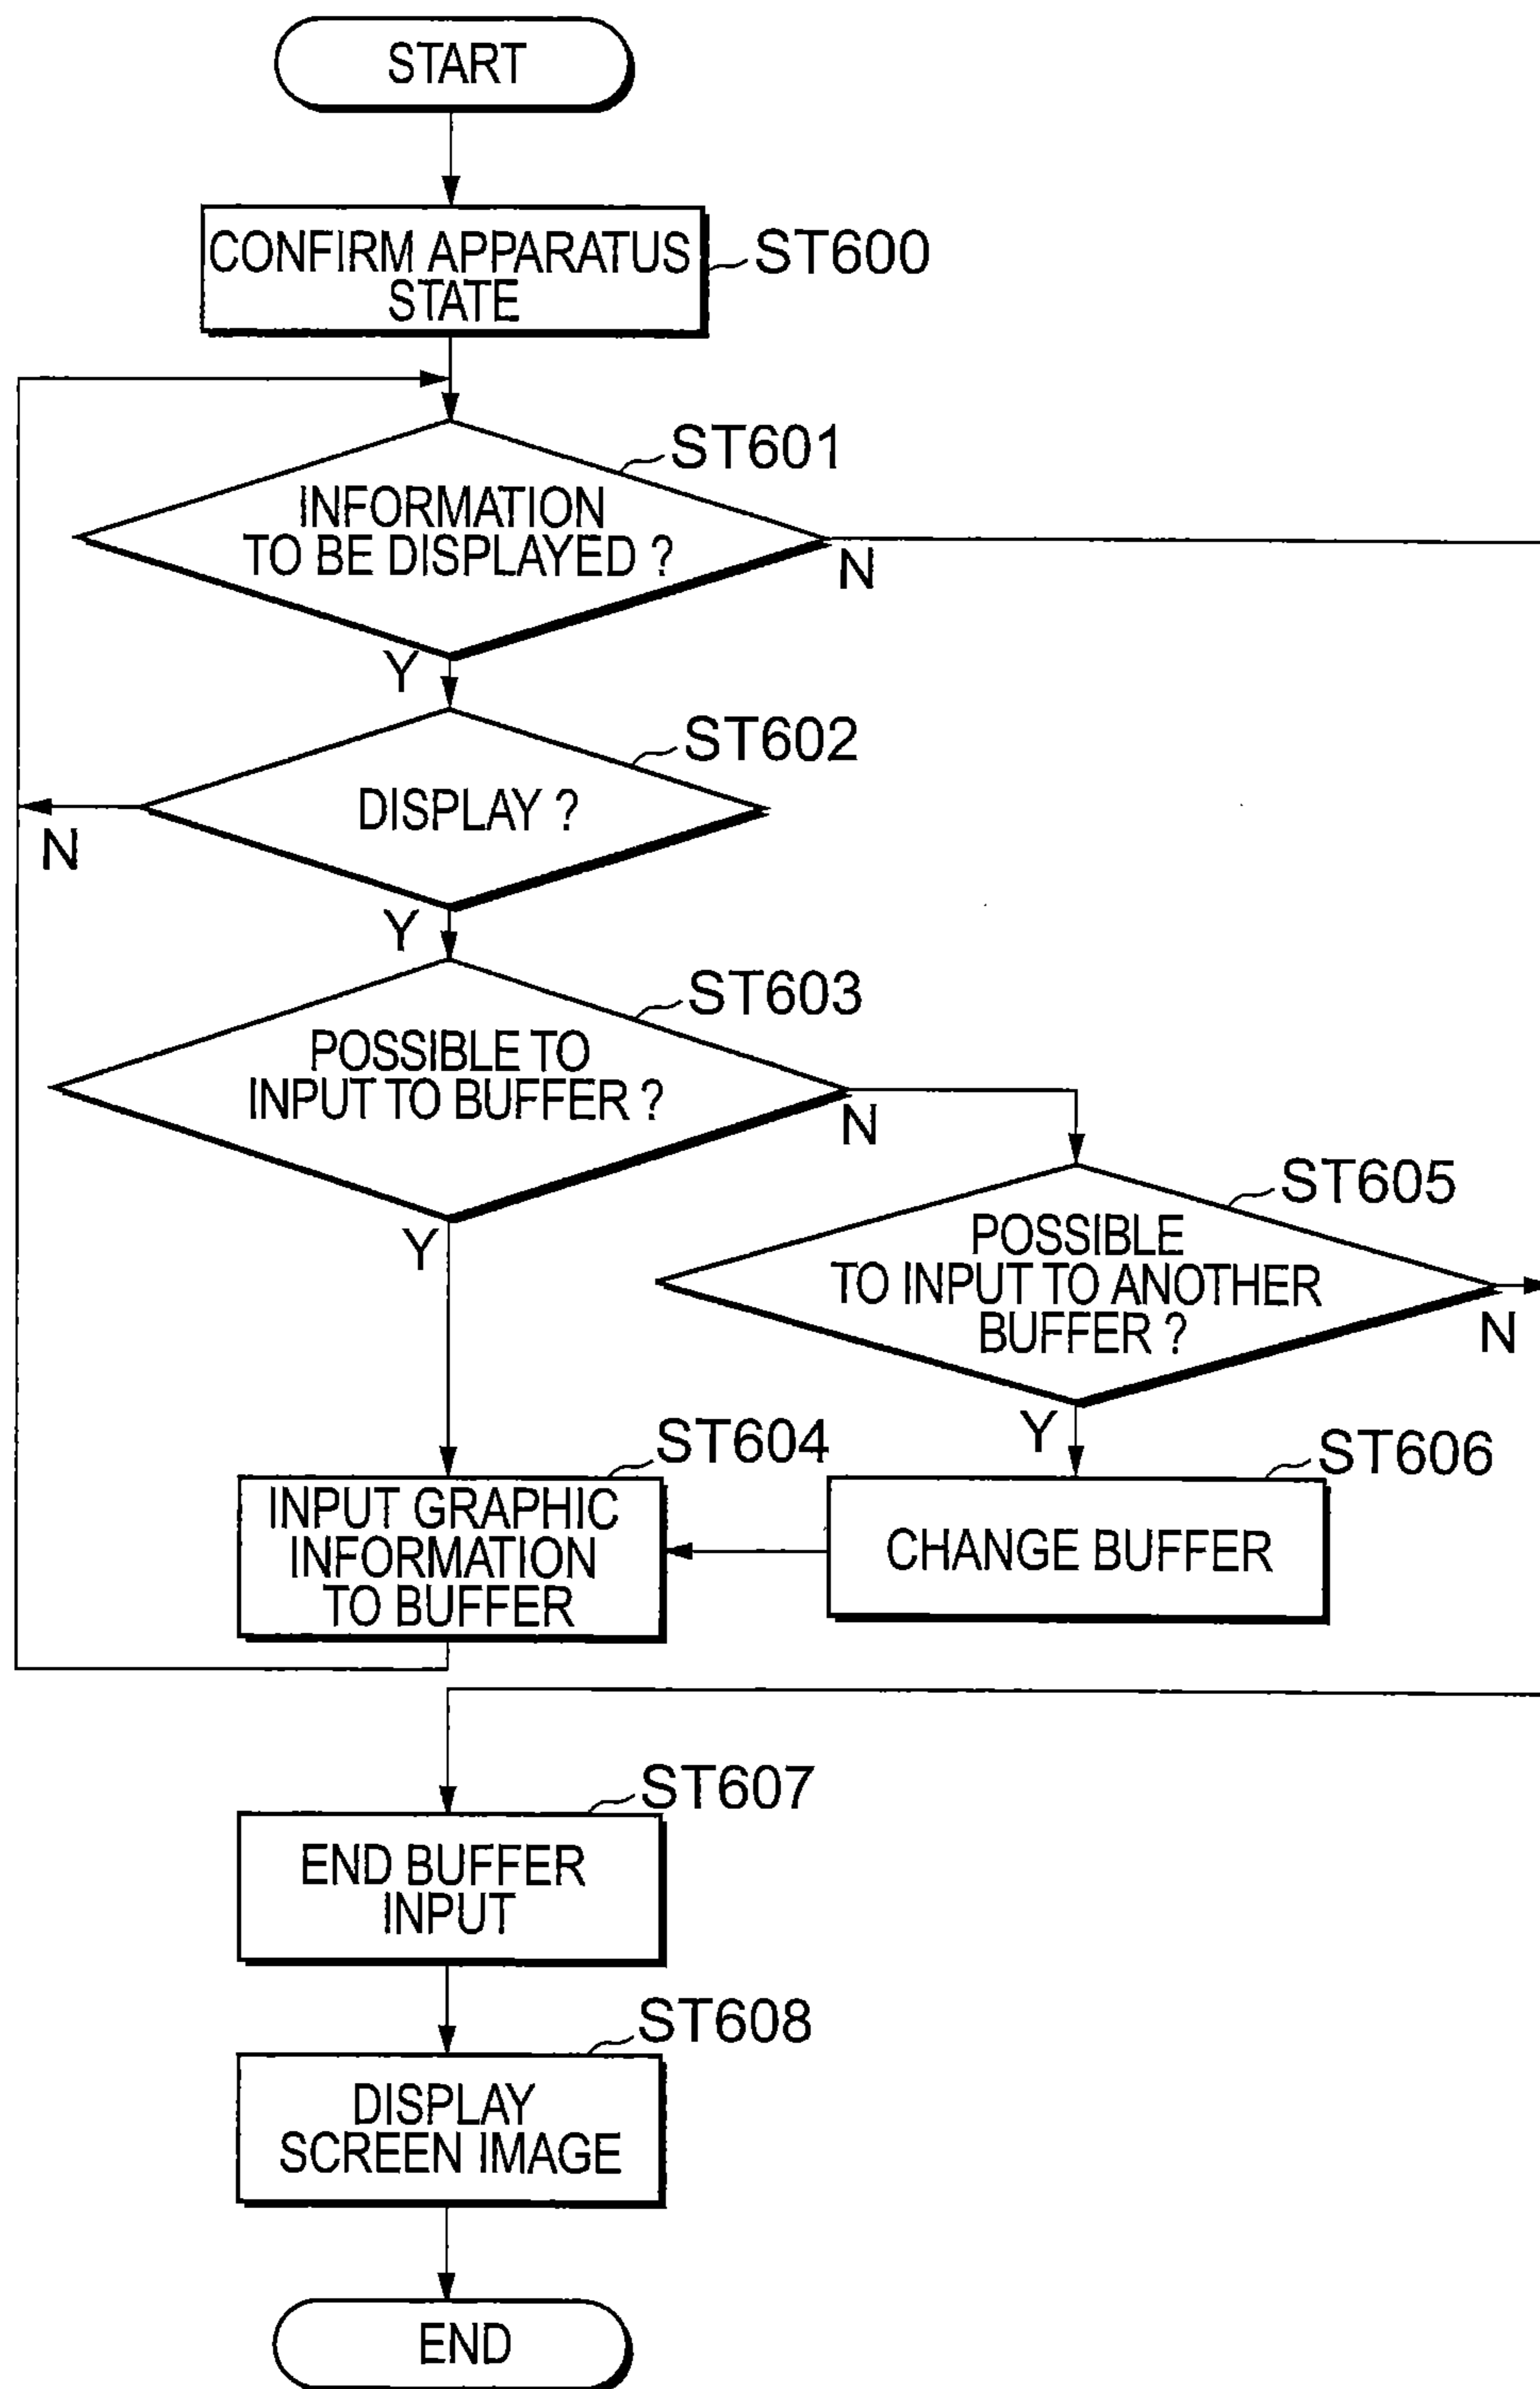 START
CONFIRM APPARATUS
STATE
ST600
ST601
INFORMATION
TO BE DISPLAYED ?
N
Y
ST602
DISPLAY ?
N
Y
ST603
POSSIBLE TO
INPUT TO BUFFER ?
N
Y
ST605
POSSIBLE
TO INPUT TO ANOTHER
BUFFER ?
N
Y
ST604
INPUT GRAPHIC
INFORMATION
TO BUFFER
ST606
CHANGE BUFFER
ST607
END BUFFER
INPUT
ST608
DISPLAY
SCREEN IMAGE
END